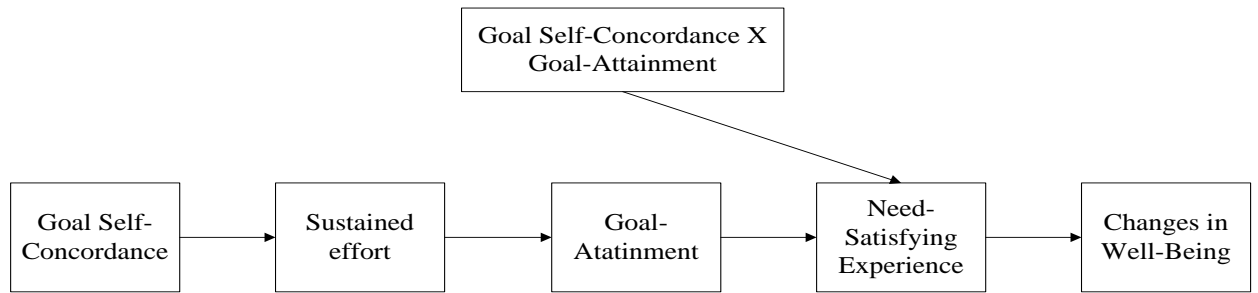 Goal Self-Concordance X
Goal-Attainment
Goal Self-
Concordance
Sustained
effort
Goal-
Atatinment
Need-
Satisfying
Experience
Changes in
Well-Being